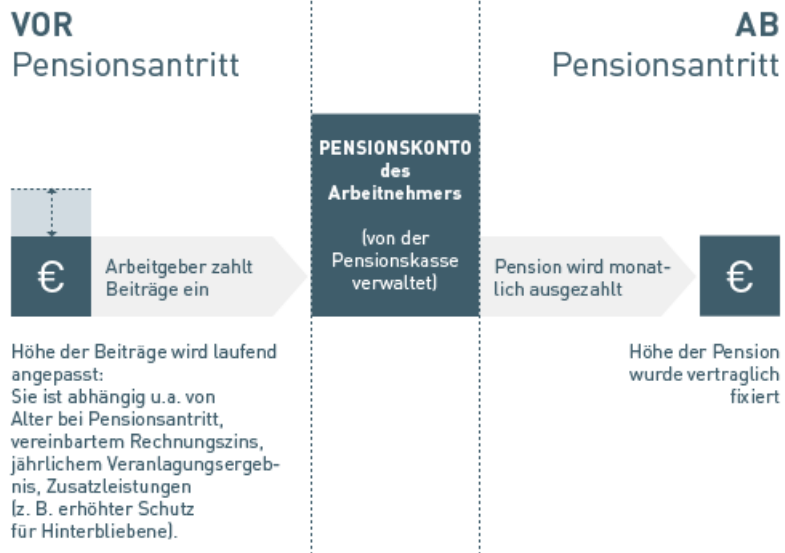 VOR
Pensionsantritt
AB
Pensionsantritt
PENSIONSKONTO
des
Arbeitnehmers
(von der
Pensionskasse
verwaltet)
€
Arbeitgeber zahlt
Beiträge ein
Pension wird monat-
lich ausgezahlt
€
Höhe der Beiträge wird laufend
angepasst:
Sie ist abhängig u.a. von
Alter bei Pensionsantritt,
vereinbartem Rechnungszins,
jährlichem Veranlagungsergeb-
nis, Zusatzleistungen
(z. B. erhöhter Schutz
für Hinterbliebene).
Höhe der Pension
wurde vertraglich
fixiert